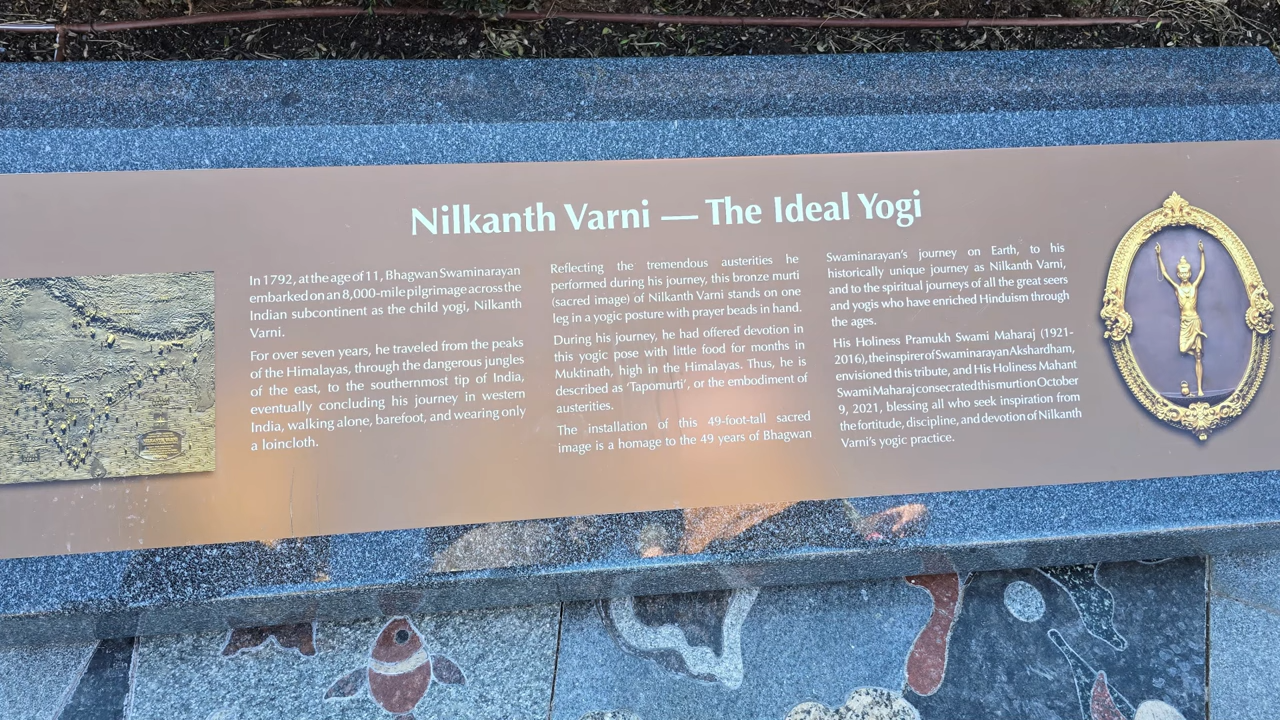 Nilkanth Varni — The Ideal Yogi
In 1792, at the age of 11, Bhagwan Swaminarayan
embarked on an 8,000-mile pilgrimage across the
Indian subcontinent as the child yogi, Nilkanth
Varni.
For over seven years, he traveled from the peaks
of the Himalayas, through the dangerous jungles
of the east, to the southernmost tip of India,
eventually concluding his journey in western
India, walking alone, barefoot, and wearing only
a loincloth.
Reflecting the tremendous austerities he
performed during his journey, this bronze murti
(sacred image) of Nilkanth Varni stands on one
leg in a yogic posture with prayer beads in hand.
During his journey, he had offered devotion in
this yogic pose with little food for months in
Muktinath, high in the Himalayas. Thus, he is
described as ‘Tapomurti’, or the embodiment of
austerities.
The installation of this 49-foot-tall sacred
image is a homage to the 49 years of Bhagwan
Swaminarayan’s journey on Earth, to his
historically unique journey as Nilkanth Varni,
and to the spiritual journeys of all the great seers
and yogis who have enriched Hinduism through
the ages.
His Holiness Pramukh Swami Maharaj (1921-
2016), the inspirer of Swaminarayan Akshardham,
envisioned this tribute, and His Holiness Mahant
Swami Maharaj consecrated this murti on October
9, 2021, blessing all who seek inspiration from
the fortitude, discipline, and devotion of Nilkanth
Varni’s yogic practice.
INDIA